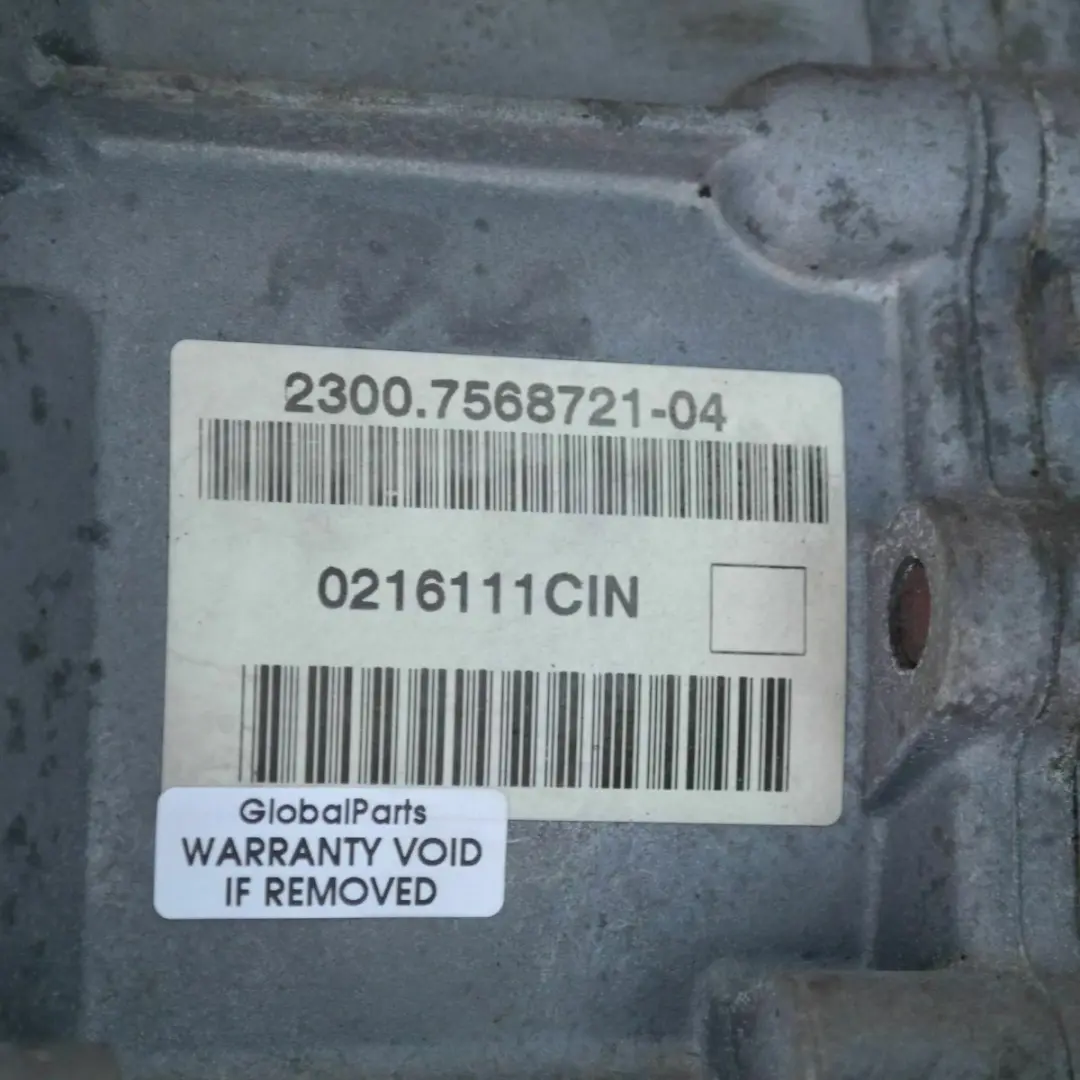 2300.7568721-04
0216111CIN
GlobalParts
WARRANTY VOID
IF REMOVED